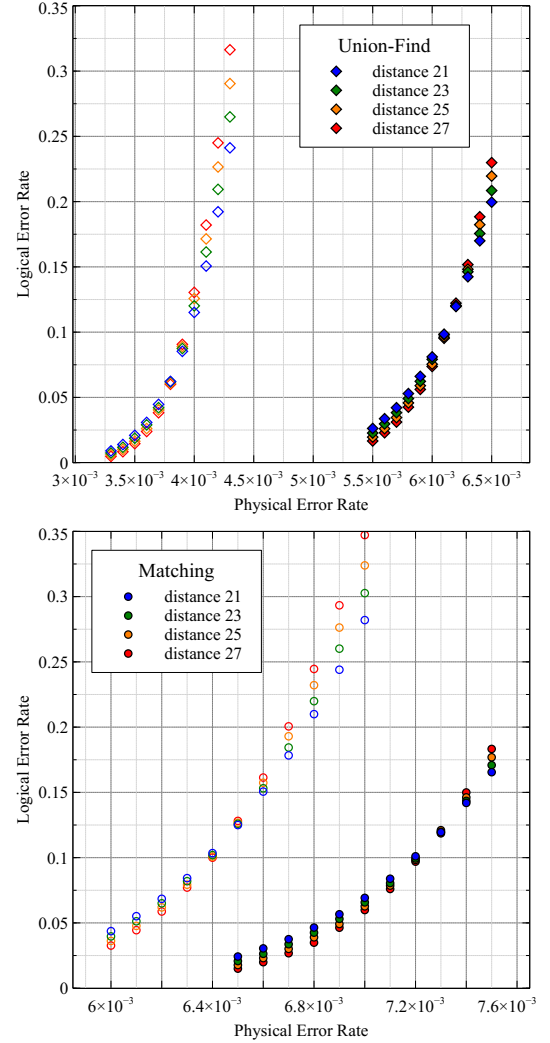 0.35
0.3
0.25
0.2
0.15
0.1
0.05
0
Logical Error Rate
Union-Find
distance 21
distance 23
distance 25
distance 27
3×10⁻³ 3.5×10⁻³ 4×10⁻³ 4.5×10⁻³ 5×10⁻³ 5.5×10⁻³ 6×10⁻³ 6.5×10⁻³
Physical Error Rate
0.35
0.3
0.25
0.2
0.15
0.1
0.05
0
Logical Error Rate
Matching
distance 21
distance 23
distance 25
distance 27
6×10⁻³ 6.4×10⁻³ 6.8×10⁻³ 7.2×10⁻³ 7.6×10⁻³
Physical Error Rate